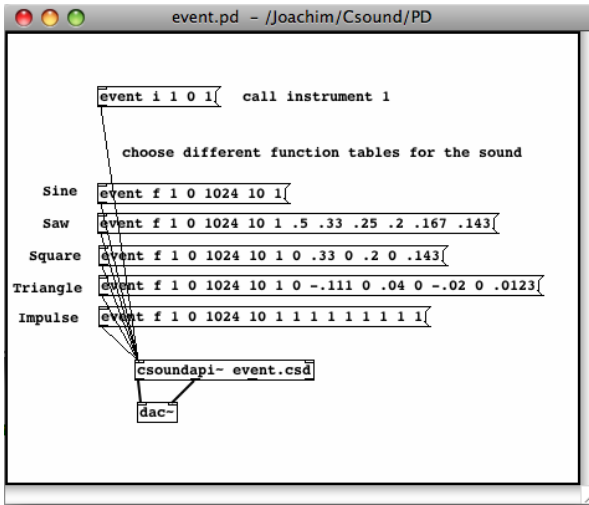 event.pd - /Joachim/Csound/PD
event i 1 0 1 call instrument 1
choose different function tables for the sound
Sine event f 1 0 1024 10 1
Saw event f 1 0 1024 10 1 .5 .33 .25 .2 .167 .143
Square event f 1 0 1024 10 1 0 .33 0 .2 0 .143
Triangle event f 1 0 1024 10 1 0 -.111 0 .04 0 -.02 0 .0123
Impulse event f 1 0 1024 10 1 1 1 1 1 1 1 1 1
csoundapi~ event.csd
dac~